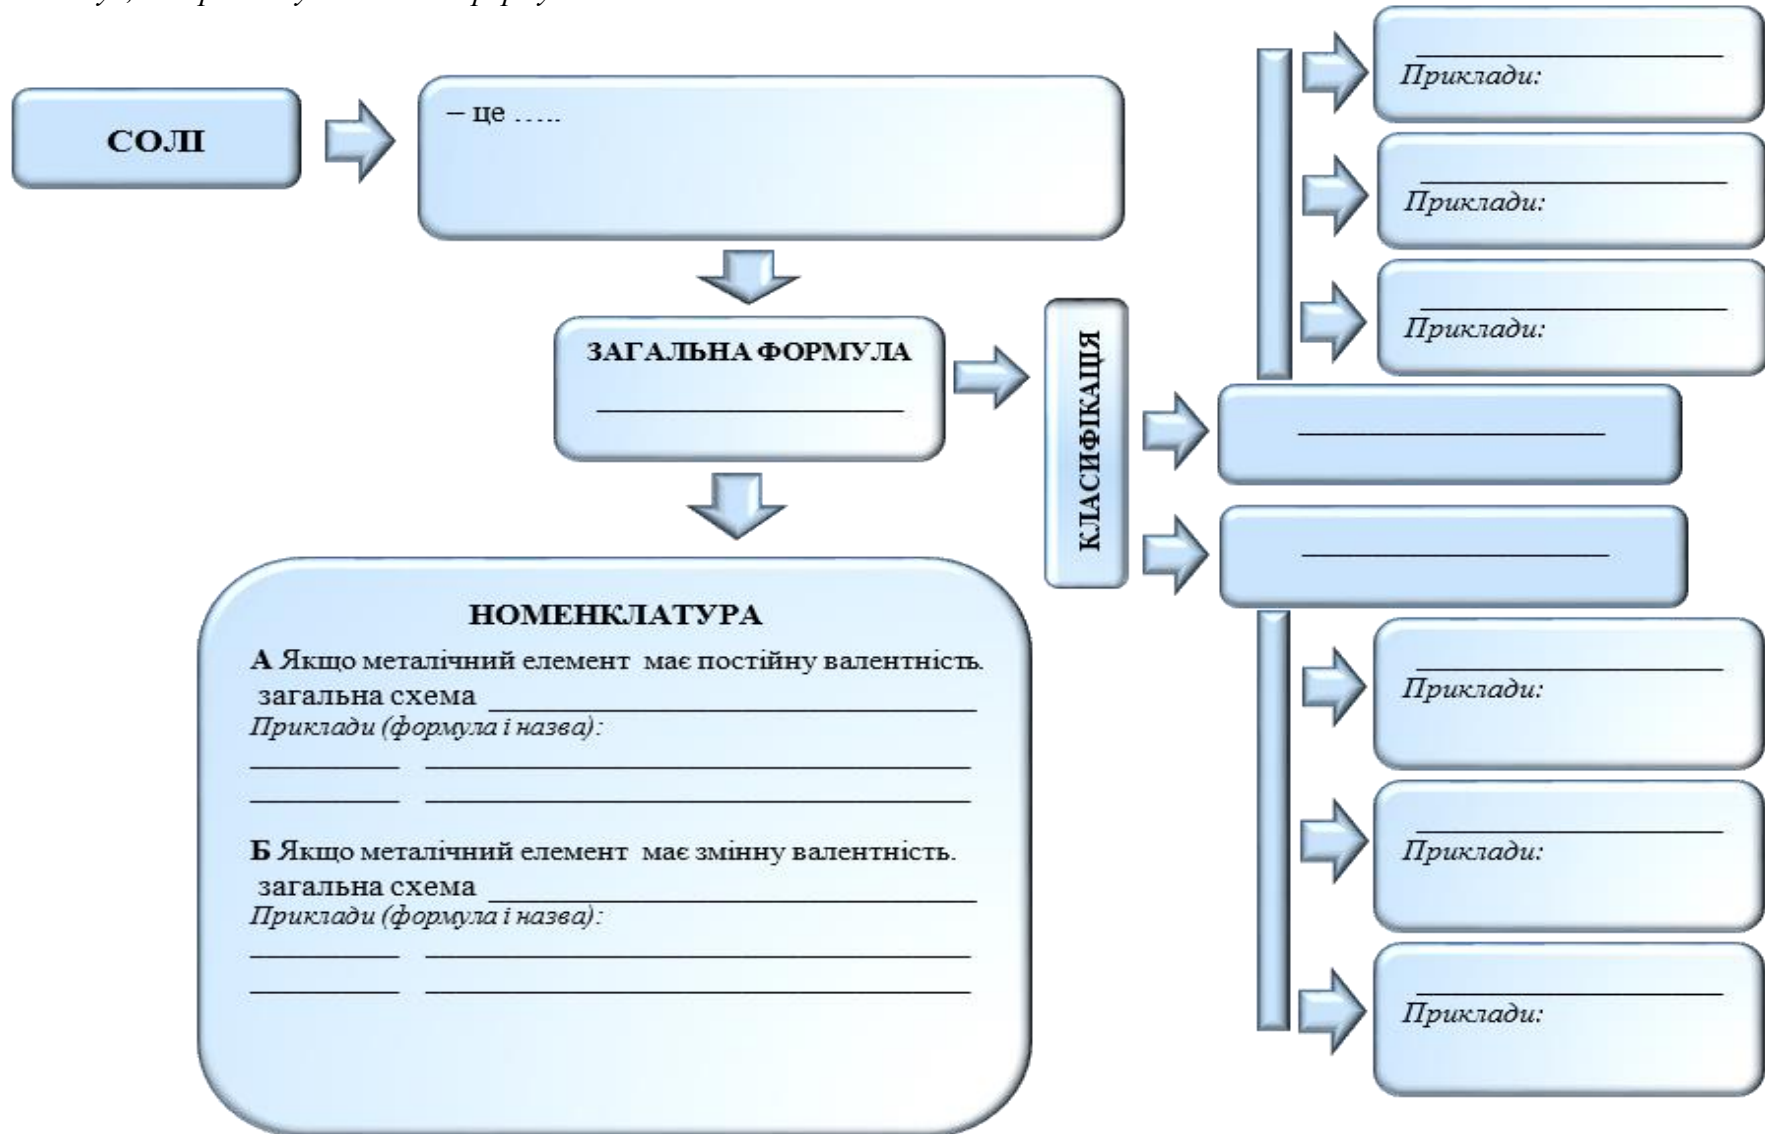 СОЛІ
– це …..
ЗАГАЛЬНА ФОРМУЛА
КЛАСИФІКАЦІЯ
Приклади:
Приклади:
Приклади:
НОМЕНКЛАТУРА
А Якщо металічний елемент має постійну валентність.
загальна схема
Приклади (формула і назва):
Б Якщо металічний елемент має змінну валентність.
загальна схема
Приклади (формула і назва):
Приклади:
Приклади:
Приклади: